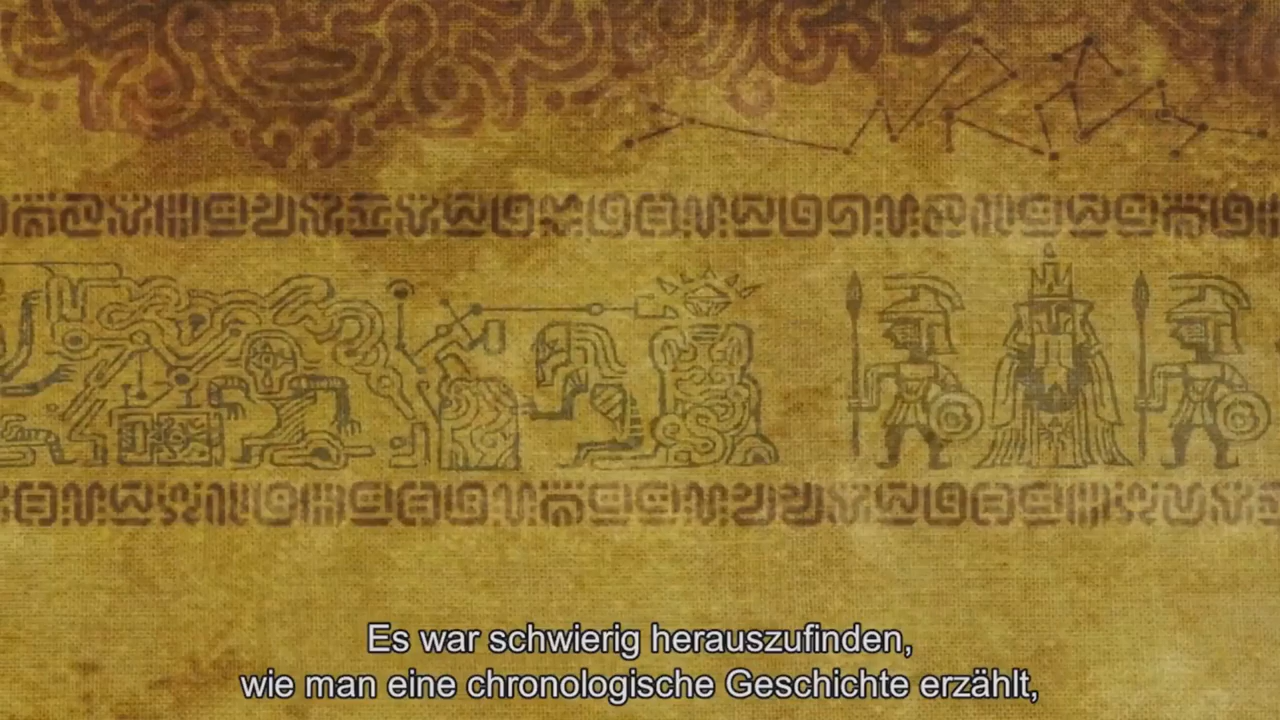 Es war schwierig herauszufinden,
wie man eine chronologische Geschichte erzählt,